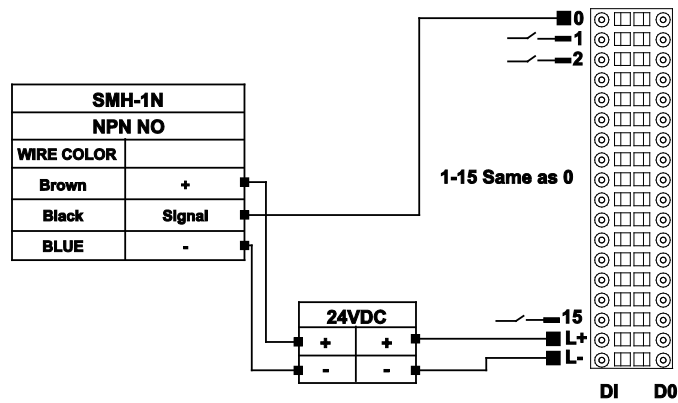 0
1
2
SMH-1N
NPN NO
WIRE COLOR
Brown +
Black Signal
BLUE -
1-15 Same as 0
24VDC
15
+ + L+
- - L-
DI D0